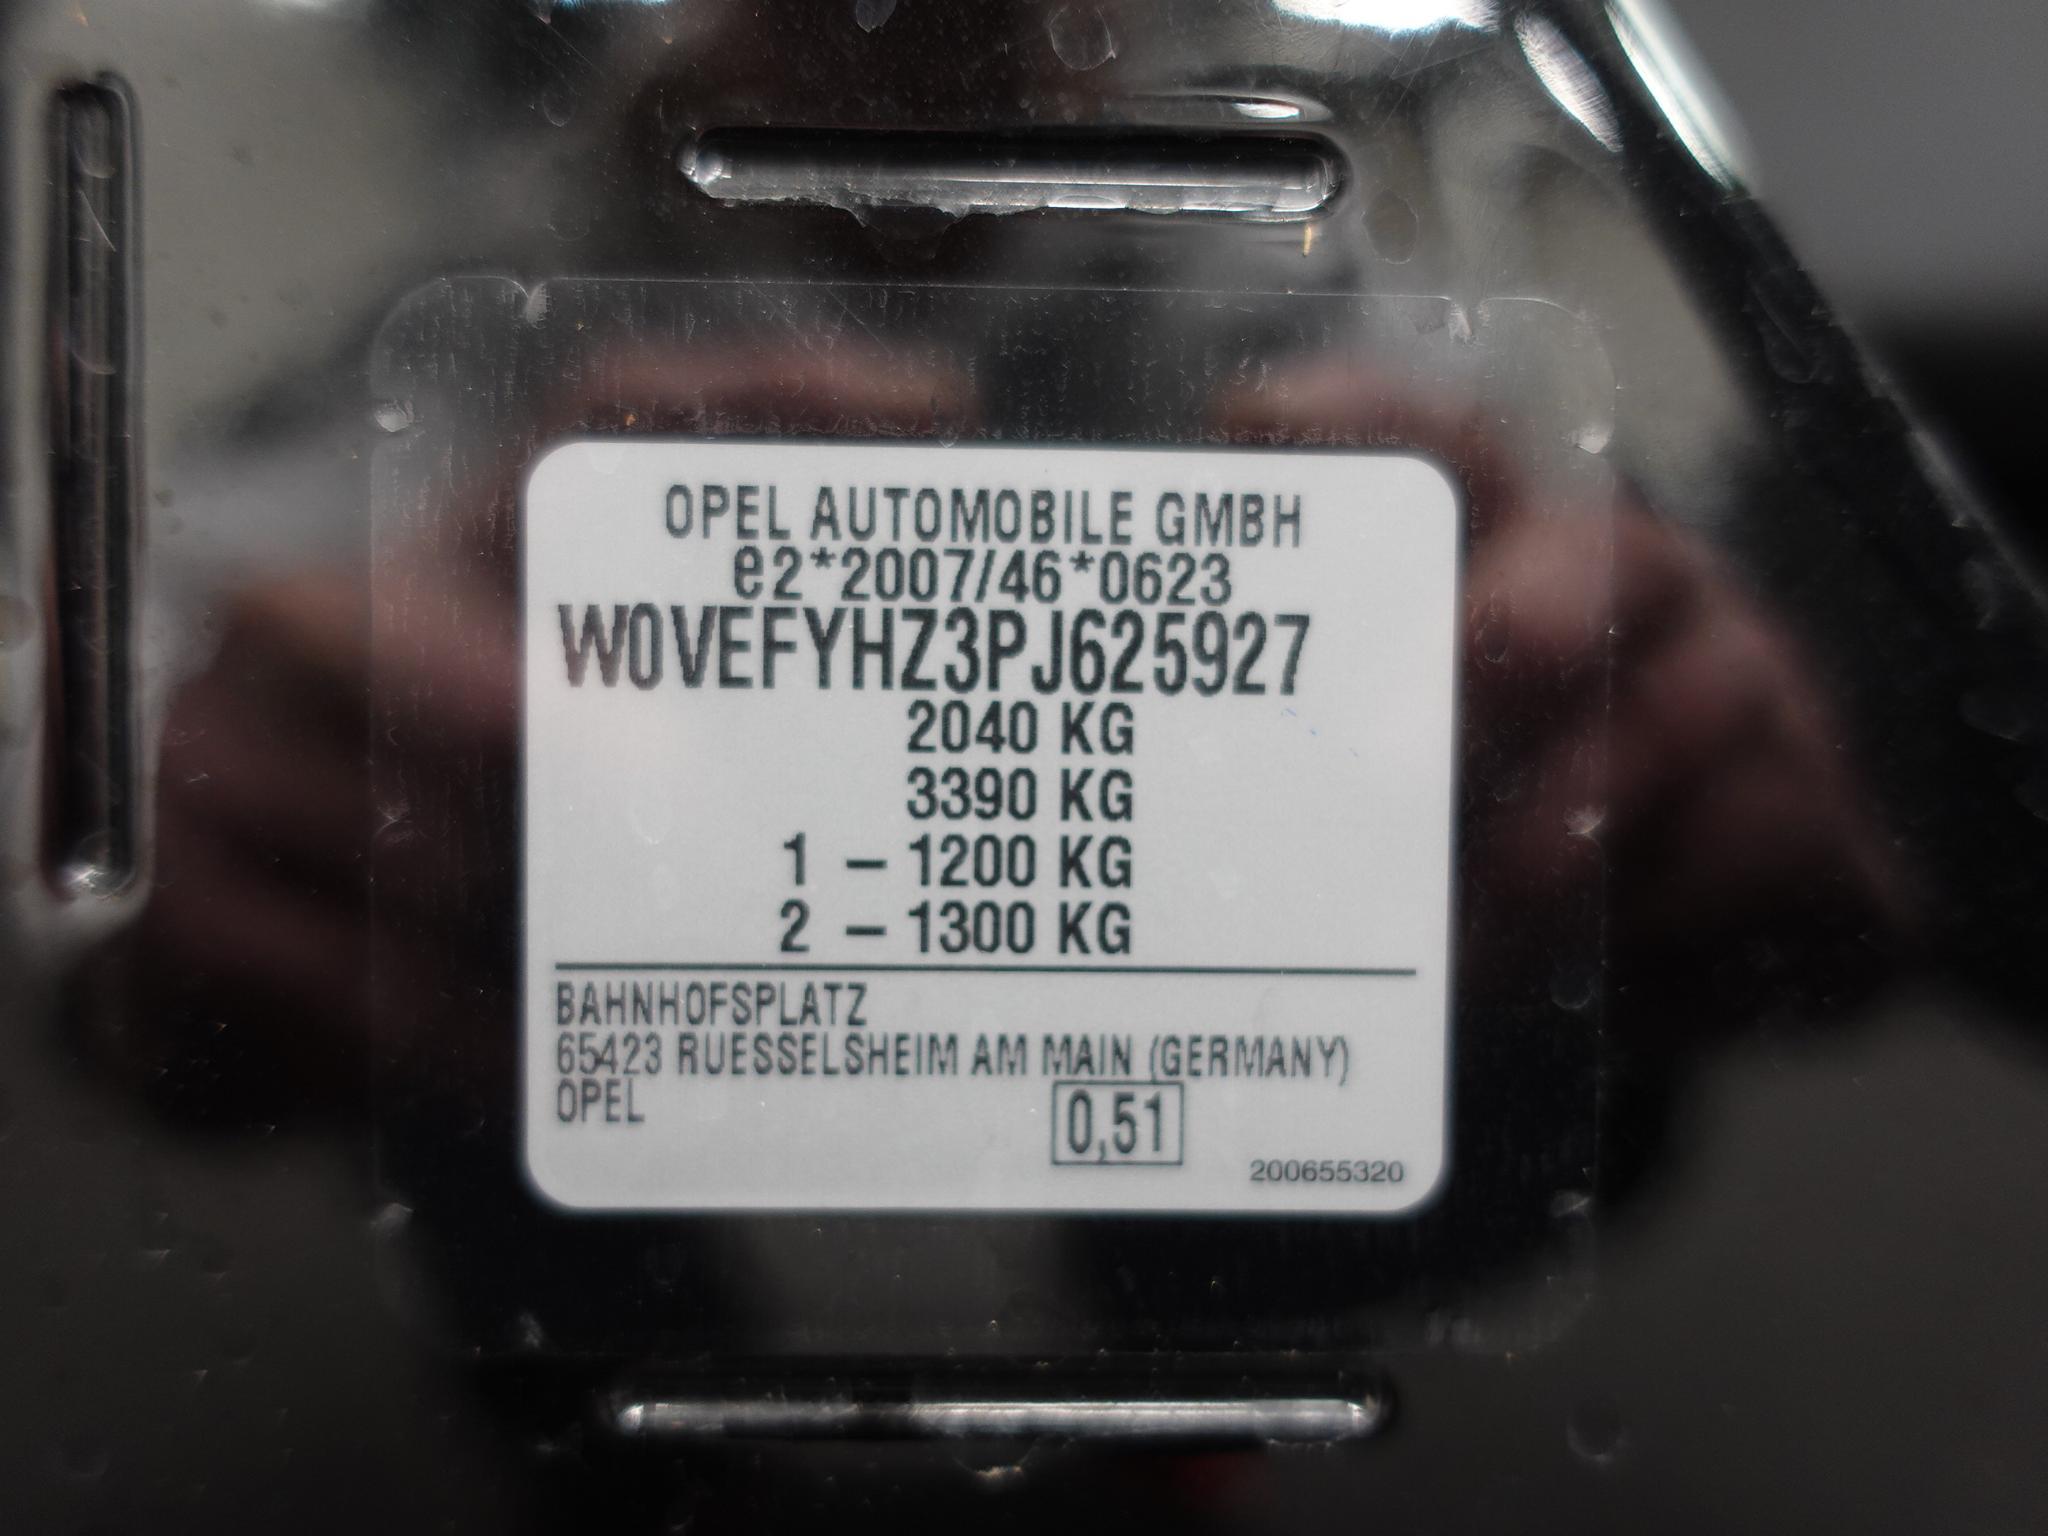 OPEL AUTOMOBILE GMBH
e2*2007/46*0623
W0VEFYHZ3PJ625927
2040 KG
3390 KG
1 – 1200 KG
2 – 1300 KG
BAHNHOFSPLATZ
65423 RUESSELSHEIM AM MAIN (GERMANY)
OPEL
0,51
200655320